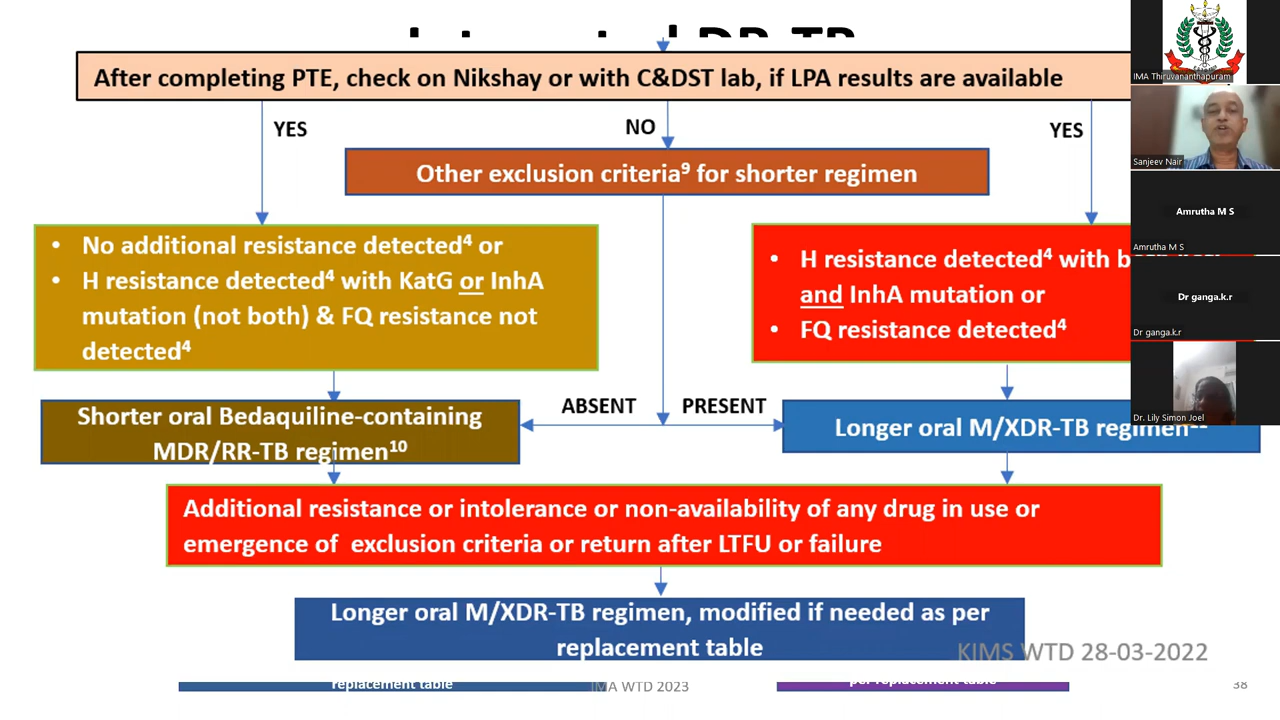 After completing PTE, check on Nikshay or with C&DST lab, if LPA results are available
YES
NO
YES
Other exclusion criteria⁹ for shorter regimen
• No additional resistance detected⁴ or
• H resistance detected⁴ with KatG or InhA
mutation (not both) & FQ resistance not
detected⁴
• H resistance detected⁴ with
and InhA mutation or
• FQ resistance detected⁴
ABSENT
PRESENT
Shorter oral Bedaquiline-containing
MDR/RR-TB regimen¹⁰
Longer oral M/XDR-TB regimen
Additional resistance or intolerance or non-availability of any drug in use or
emergence of exclusion criteria or return after LTFU or failure
Longer oral M/XDR-TB regimen, modified if needed as per
replacement table
KIMS WTD 28-03-2022
replacement table
IMA WTD 2023
per replacement table
38
IMA Thiruvananthapuram
Sanjeev Nair
Amrutha M S
Amrutha M S
Dr ganga.k.r
Dr ganga.k.r
Dr. Lily Simon Joel